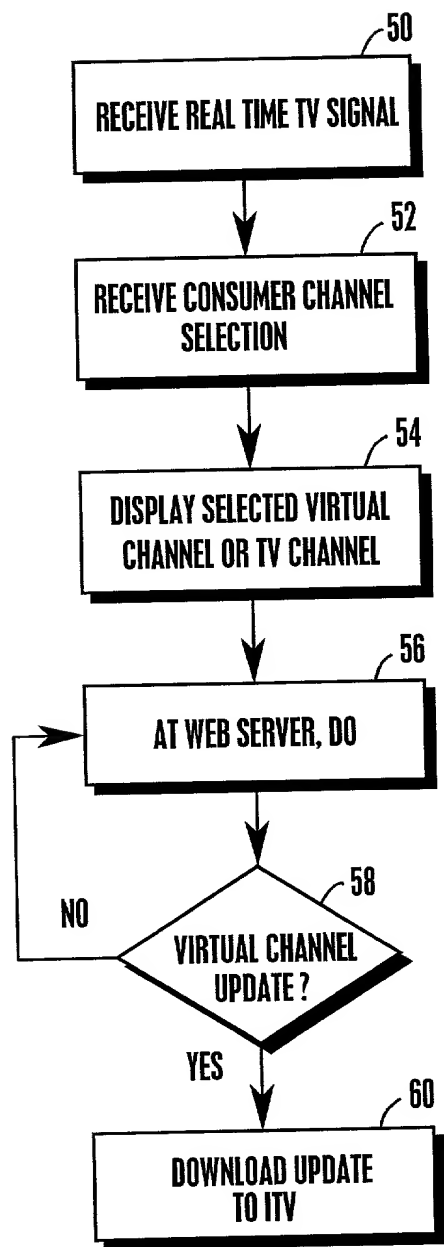 50
RECEIVE REAL TIME TV SIGNAL
52
RECEIVE CONSUMER CHANNEL
SELECTION
54
DISPLAY SELECTED VIRTUAL
CHANNEL OR TV CHANNEL
56
AT WEB SERVER, DO
58
VIRTUAL CHANNEL
UPDATE?
NO
YES
60
DOWNLOAD UPDATE
TO ITV